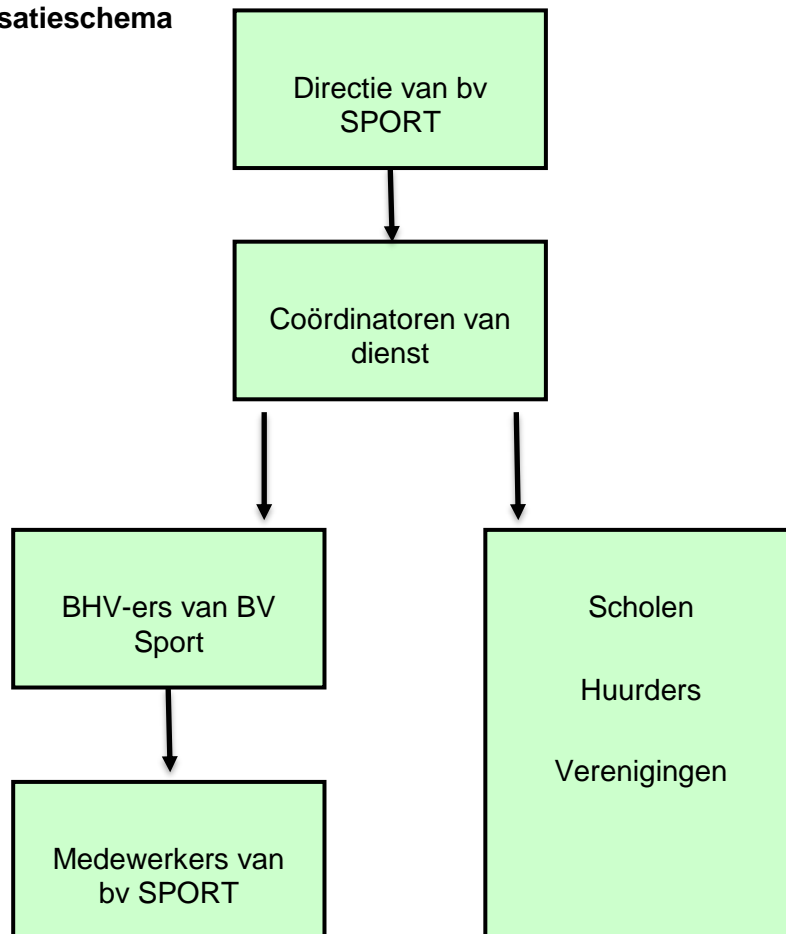 satieschema
Directie van bv
SPORT
Coördinatoren van
dienst
BHV-ers van BV
Sport
Scholen
Huurders
Verenigingen
Medewerkers van
bv SPORT